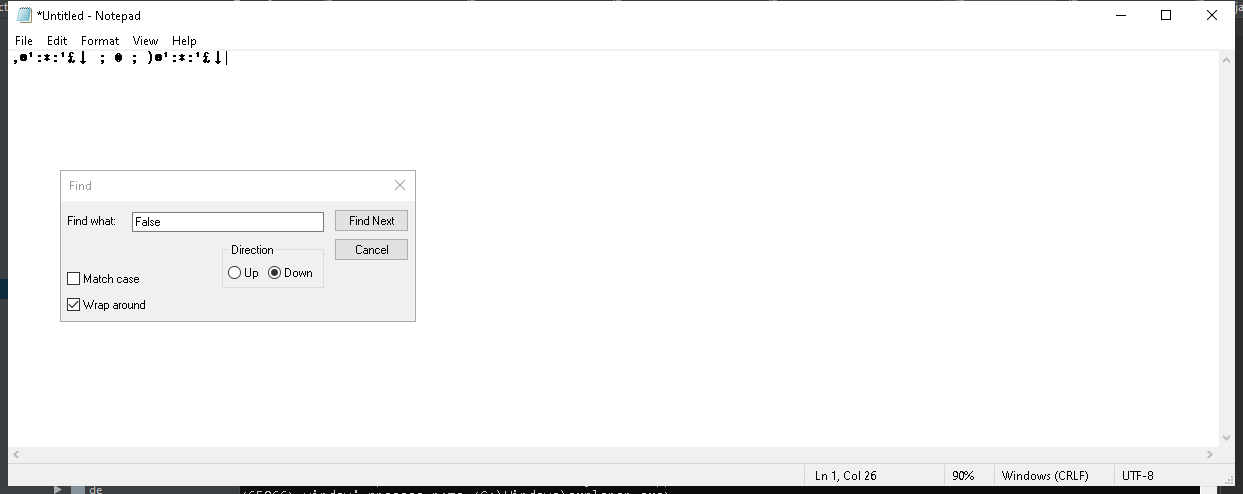 *Untitled - Notepad
File Edit Format View Help
Find
Find what: False Find Next
Direction Cancel
Up Down
Match case
Wrap around
Ln 1, Col 26 90% Windows (CRLF) UTF-8
de